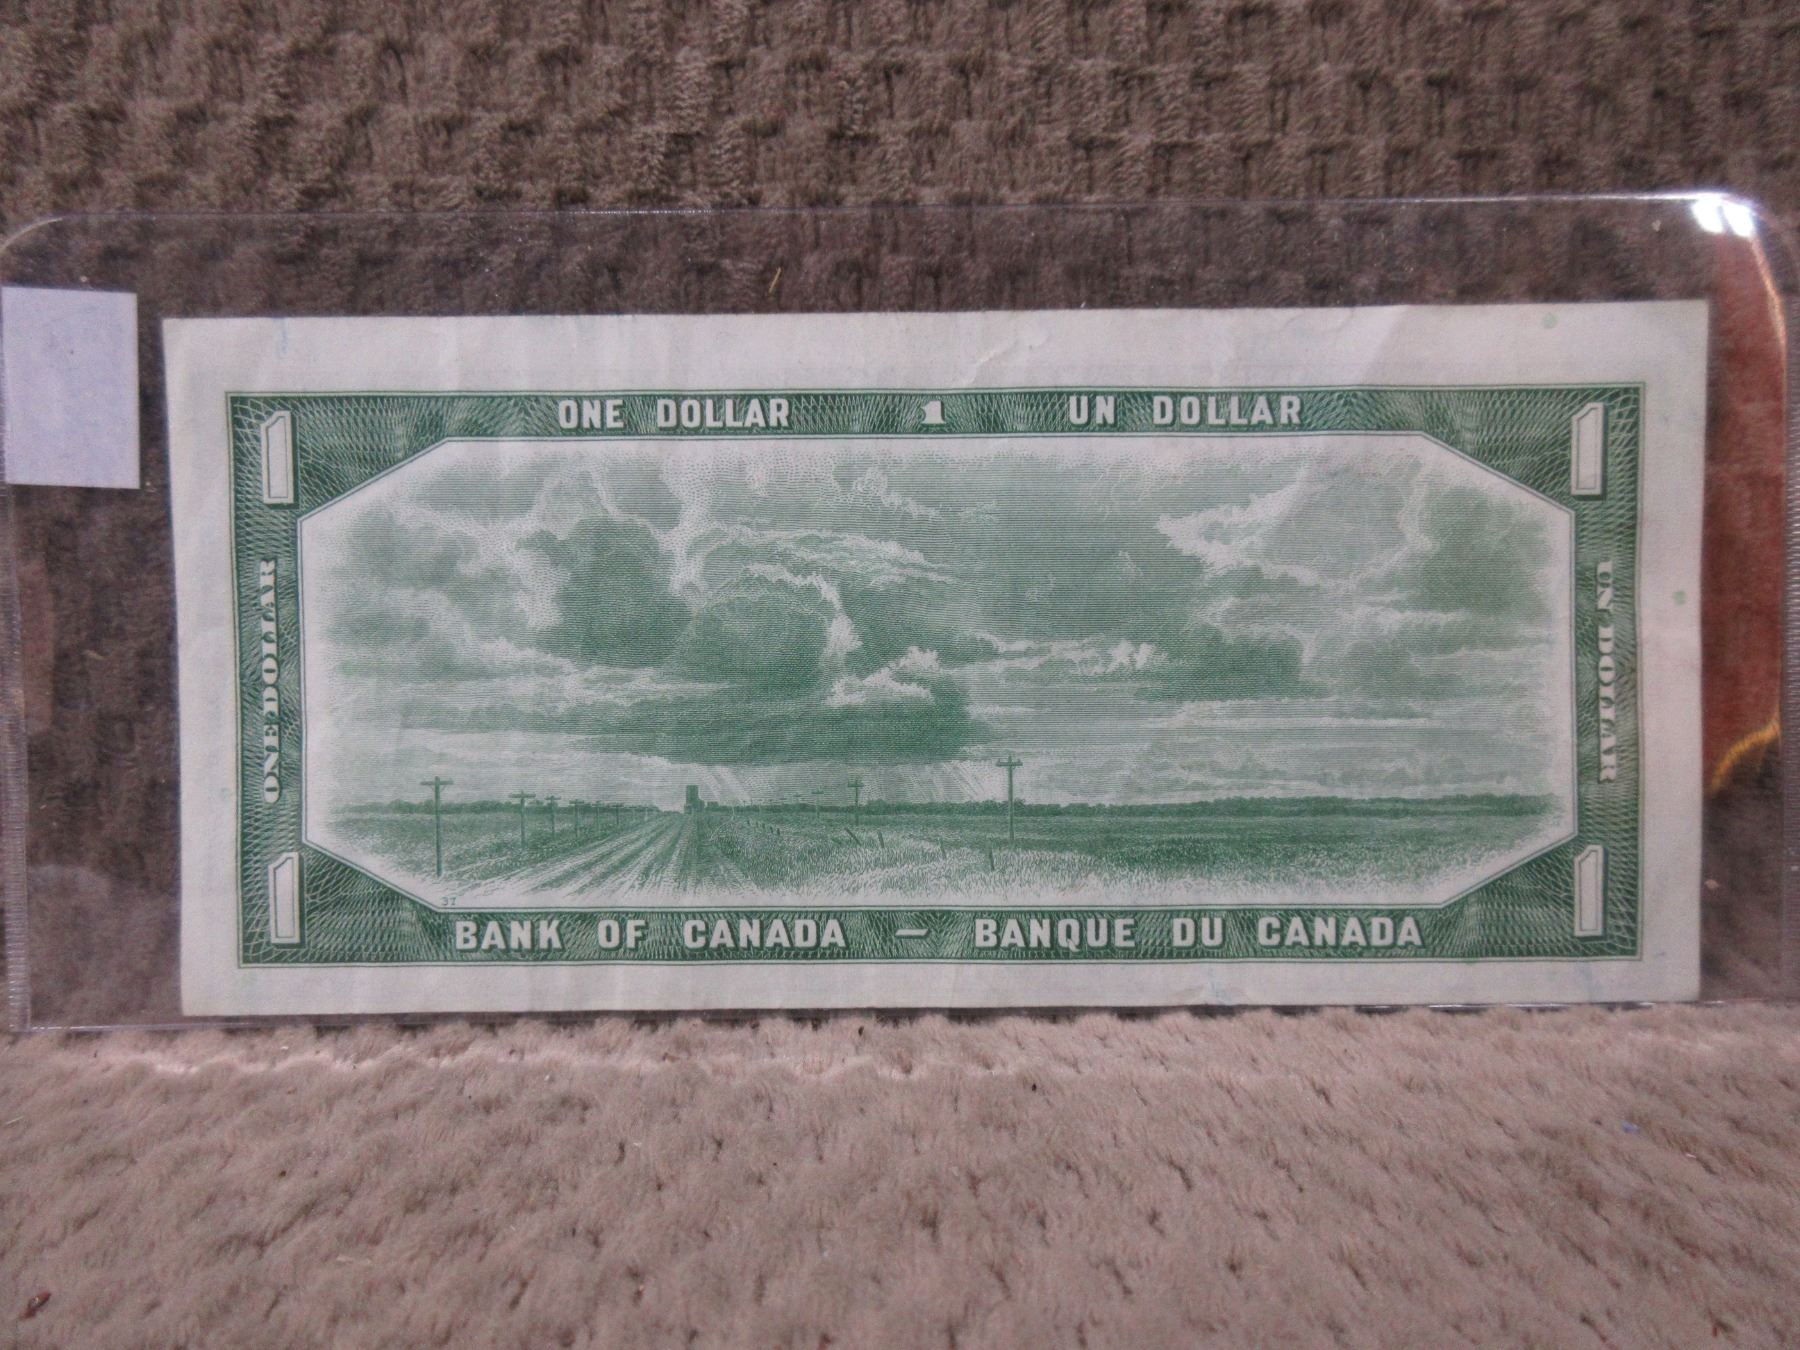 ONE DOLLAR 1 UN DOLLAR
1 1
ONE DOLLAR
UN DOLLAR
37
1 1
BANK OF CANADA – BANQUE DU CANADA